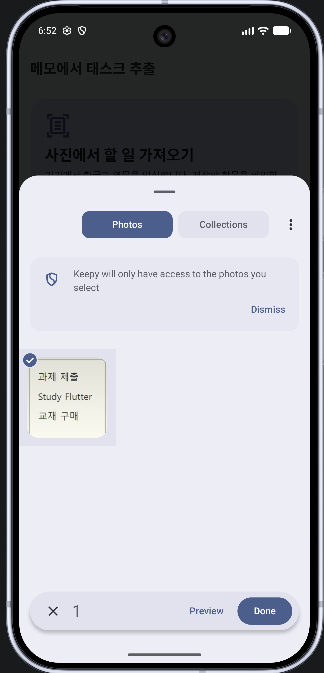 6:52
메모에서 태스크 추출
사진에서 할 일 가져오기
Photos
Collections
Keepy will only have access to the photos you
select
Dismiss
과제 제출
Study Flutter
교재 구매
1
Preview
Done